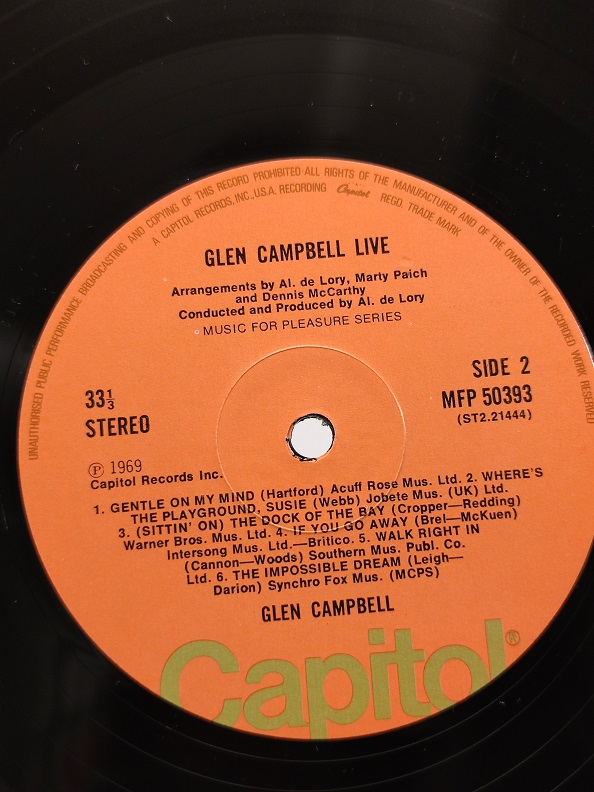 UNAUTHORISED PUBLIC PERFORMANCE BROADCASTING AND COPYING OF THIS RECORD PROHIBITED·ALL RIGHTS OF THE MANUFACTURER AND OF THE OWNER OF THE RECORDED WORK RESERVED
A CAPITOL RECORDS, INC., U.S.A. RECORDING Capitol REGD. TRADE MARK
GLEN CAMPBELL LIVE
Arrangements by Al. de Lory, Marty Paich
and Dennis McCarthy
Conducted and Produced by Al. de Lory
MUSIC FOR PLEASURE SERIES
33⅓
STEREO
SIDE 2
MFP 50393
(ST2.21444)
Ⓟ 1969
Capitol Records Inc.
1. GENTLE ON MY MIND (Hartford) Acuff Rose Mus. Ltd. 2. WHERE'S
THE PLAYGROUND, SUSIE (Webb) Jobete Mus. (UK) Ltd.
3. (SITTIN' ON) THE DOCK OF THE BAY (Cropper—Redding)
Warner Bros. Mus. Ltd. 4. IF YOU GO AWAY (Brel—McKuen)
Intersong Mus. Ltd.—Britico. 5. WALK RIGHT IN
(Cannon—Woods) Southern Mus. Publ. Co.
Ltd. 6. THE IMPOSSIBLE DREAM (Leigh—
Darion) Synchro Fox Mus. (MCPS)
GLEN CAMPBELL
Capitol®